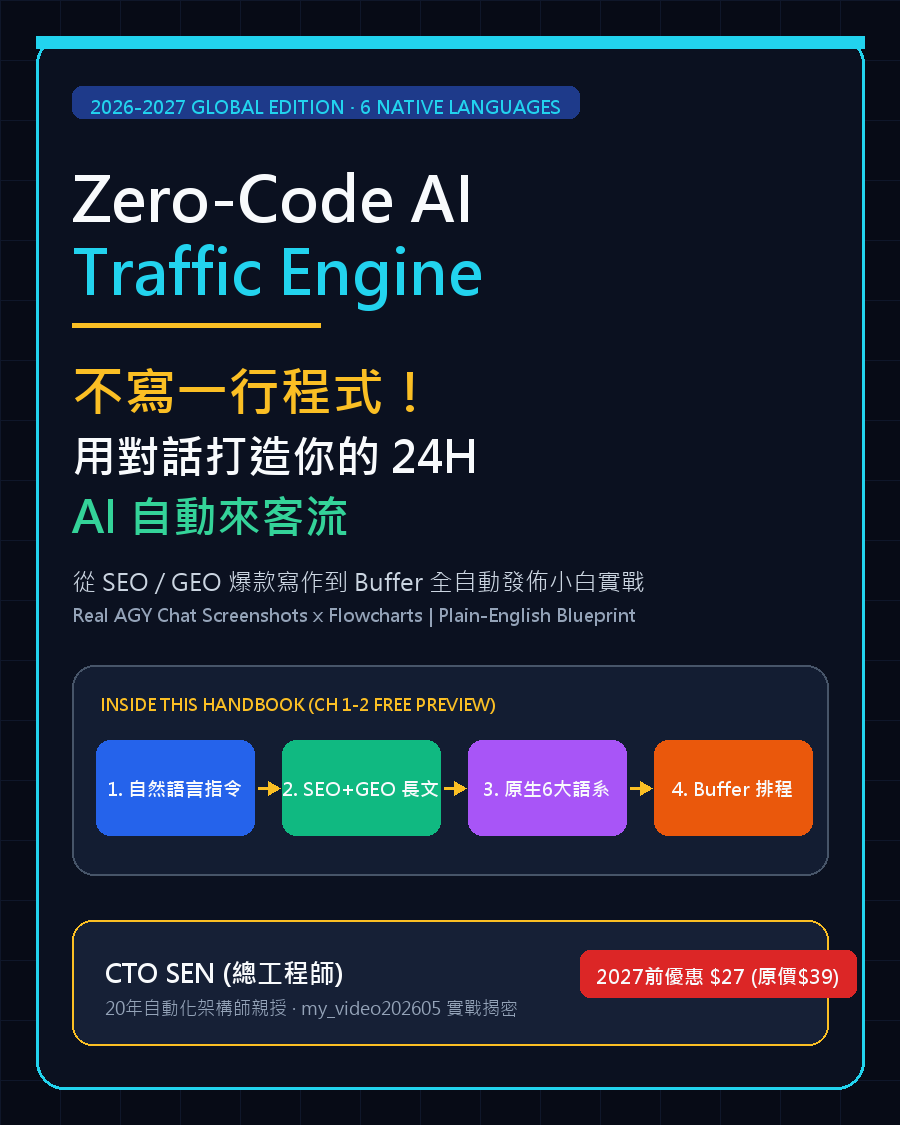 2026-2027 GLOBAL EDITION · 6 NATIVE LANGUAGES
Zero-Code AI
Traffic Engine
不寫一行程式！
用對話打造你的 24H
AI 自動來客流
從 SEO / GEO 爆款寫作到 Buffer 全自動發佈小白實戰
Real AGY Chat Screenshots x Flowcharts | Plain-English Blueprint
INSIDE THIS HANDBOOK (CH 1-2 FREE PREVIEW)
1. 自然語言指令
2. SEO+GEO 長文
3. 原生6大語系
4. Buffer 排程
CTO SEN (總工程師)
2027前優惠 $27 (原價$39)
20年自動化架構師親授 · my_video202605 實戰揭密